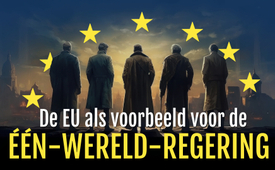 De EU als voorbeeld voor de
ÉÉN-WERELD-REGERING